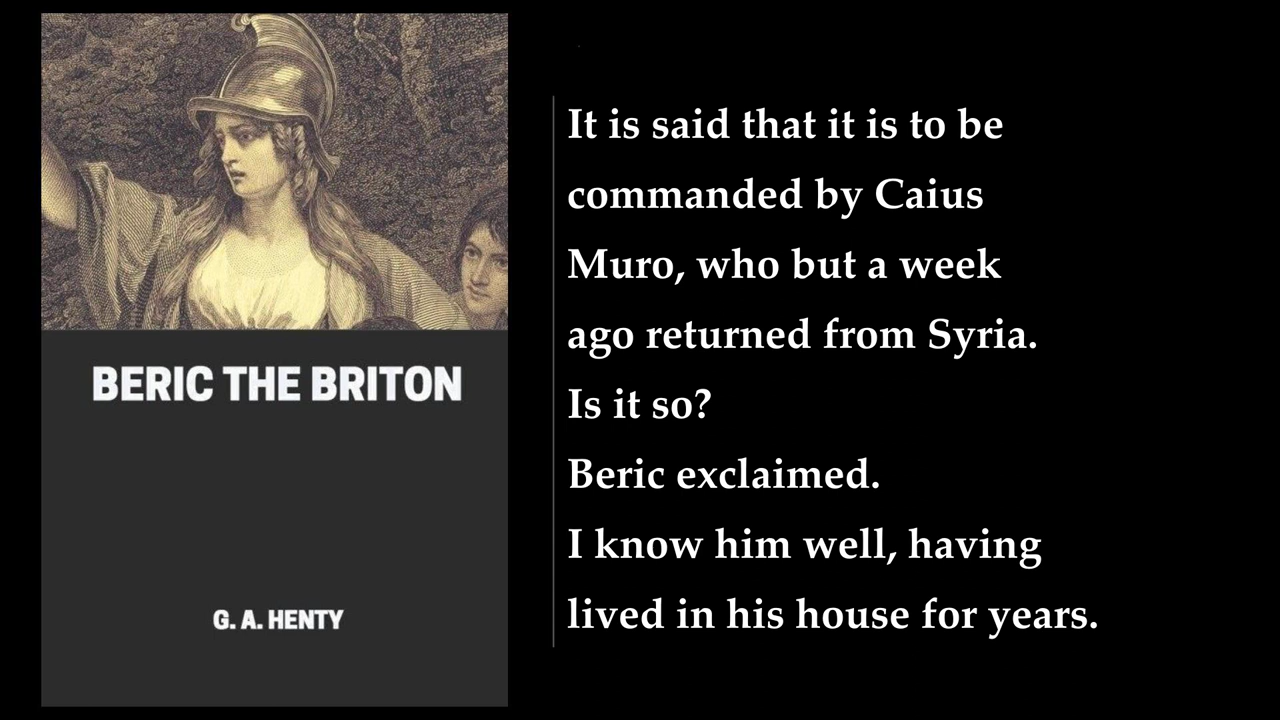 BERIC THE BRITON
G. A. HENTY
It is said that it is to be
commanded by Caius
Muro, who but a week
ago returned from Syria.
Is it so?
Beric exclaimed.
I know him well, having
lived in his house for years.